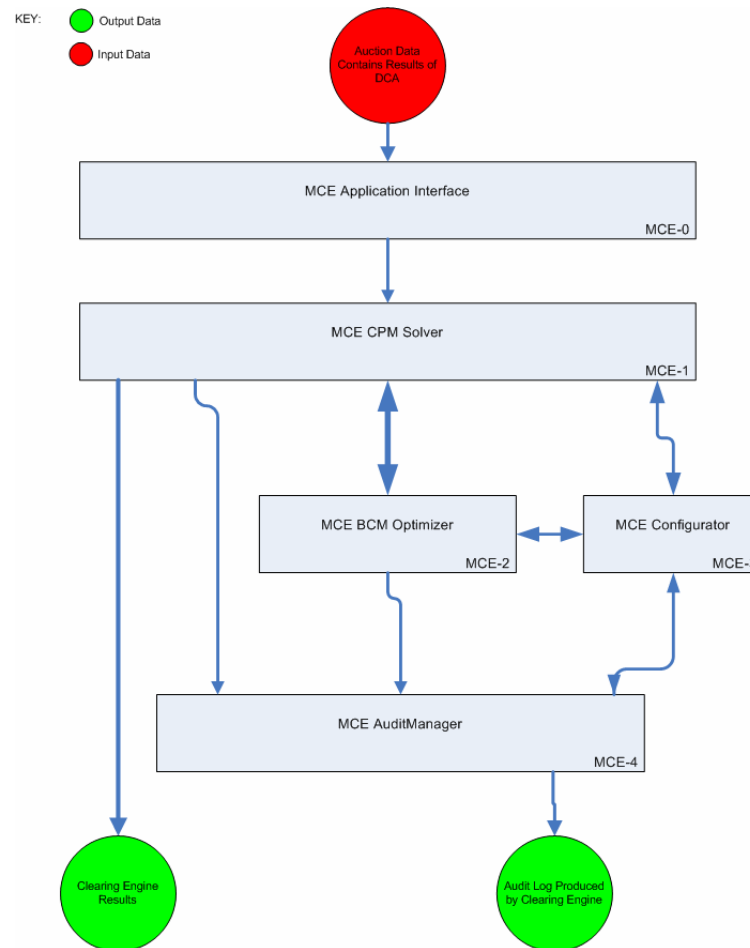 KEY:
Output Data
Input Data
Auction Data
Contains Results of
DCA
MCE Application Interface
MCE-0
MCE CPM Solver
MCE-1
MCE BCM Optimizer
MCE-2
MCE Configurator
MCE-
MCE AuditManager
MCE-4
Clearing Engine
Results
Audit Log Produced
by Clearing Engine